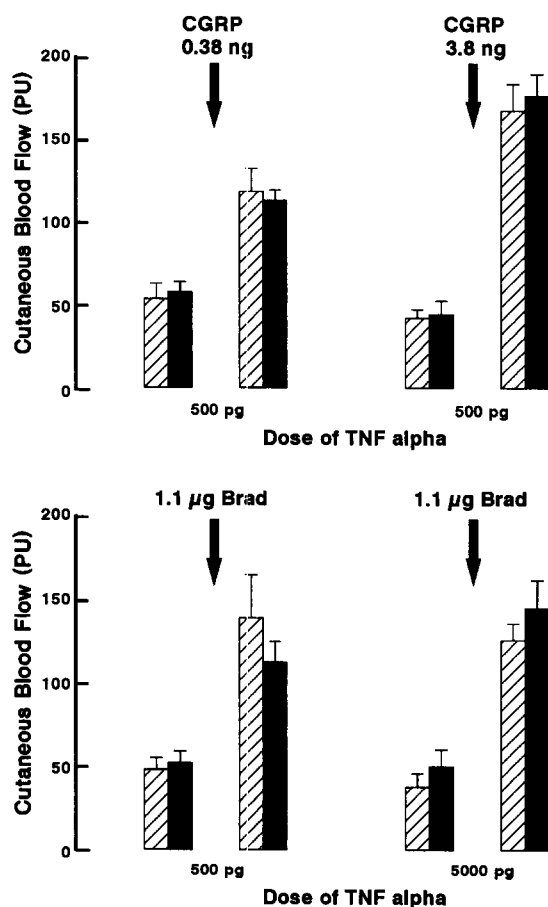 CGRP
0.38 ng
CGRP
3.8 ng
Cutaneous Blood Flow (PU)
200
150
100
50
0
500 pg
500 pg
Dose of TNF alpha
1.1 µg Brad
1.1 µg Brad
Cutaneous Blood Flow (PU)
200
150
100
50
0
500 pg
5000 pg
Dose of TNF alpha